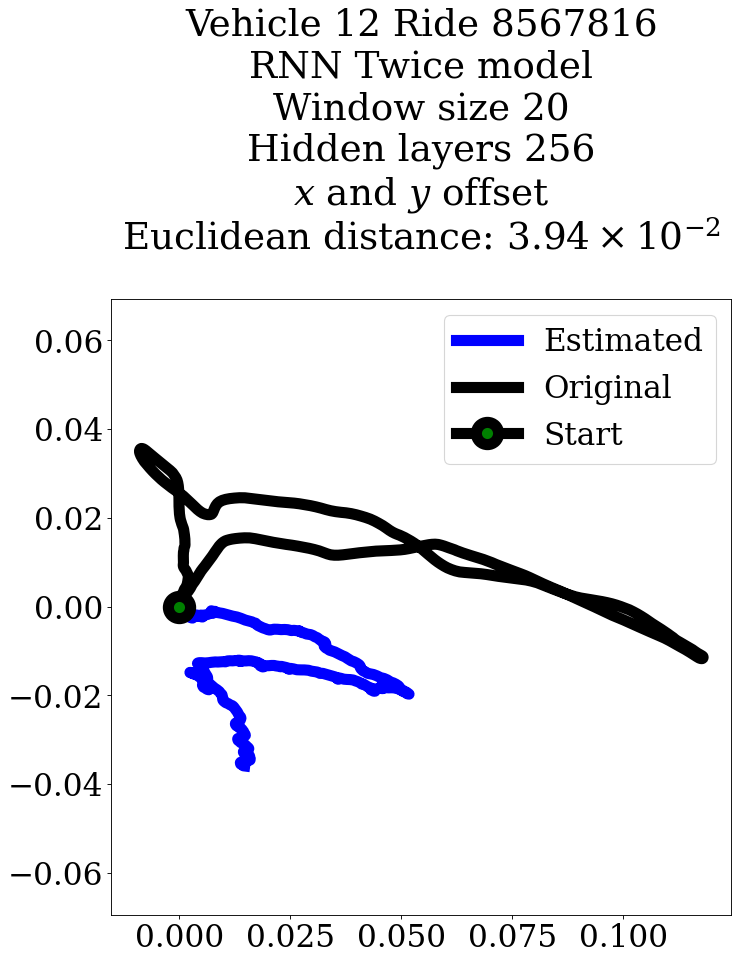 Vehicle 12 Ride 8567816
RNN Twice model
Window size 20
Hidden layers 256
x and y offset
Euclidean distance: 3.94 × 10⁻²
Estimated
Original
Start
0.06
0.04
0.02
0.00
−0.02
−0.04
−0.06
0.000 0.025 0.050 0.075 0.100